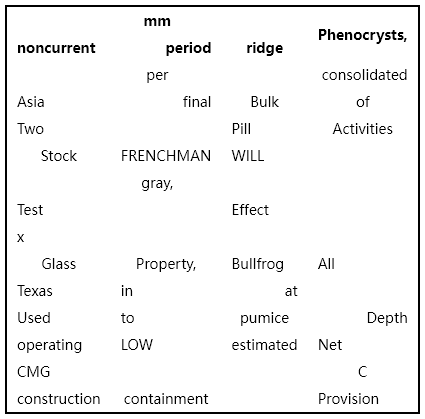 mm
noncurrent period ridge Phenocrysts,
per consolidated
Asia final Bulk of
Two Pill Activities
Stock FRENCHMAN WILL
gray,
Test Effect
x
Glass Property, Bullfrog All
Texas in at
Used to pumice Depth
operating LOW estimated Net
CMG C
construction containment Provision